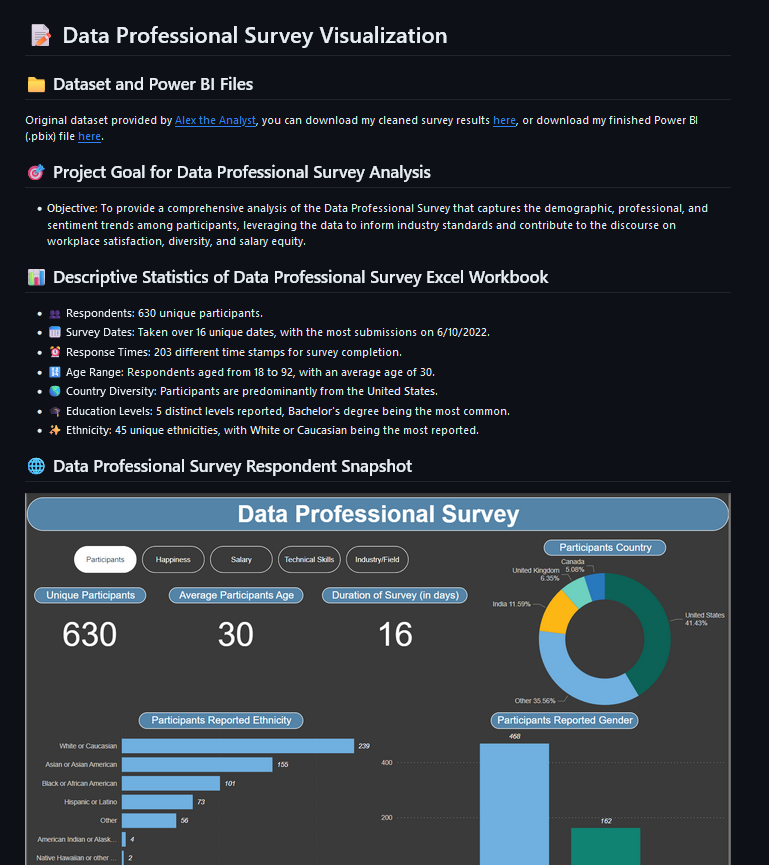 Data Professional Survey Visualization
Dataset and Power BI Files
Original dataset provided by Alex the Analyst, you can download my cleaned survey results here, or download my finished Power BI
(.pbix) file here.
Project Goal for Data Professional Survey Analysis
• Objective: To provide a comprehensive analysis of the Data Professional Survey that captures the demographic, professional, and
sentiment trends among participants, leveraging the data to inform industry standards and contribute to the discourse on
workplace satisfaction, diversity, and salary equity.
Descriptive Statistics of Data Professional Survey Excel Workbook
• Respondents: 630 unique participants.
• Survey Dates: Taken over 16 unique dates, with the most submissions on 6/10/2022.
• Response Times: 203 different time stamps for survey completion.
• Age Range: Respondents aged from 18 to 92, with an average age of 30.
• Country Diversity: Participants are predominantly from the United States.
• Education Levels: 5 distinct levels reported, Bachelor's degree being the most common.
• Ethnicity: 45 unique ethnicities, with White or Caucasian being the most reported.
Data Professional Survey Respondent Snapshot
Data Professional Survey
Participants Happiness Salary Technical Skills Industry/Field
Unique Participants
630
Average Participants Age
30
Duration of Survey (in days)
16
Participants Country
Canada
5.08%
United Kingdom
6.35%
India 11.59%
United States
41.43%
Other 35.56%
Participants Reported Ethnicity
White or Caucasian 239
Asian or Asian American 155
Black or African American 101
Hispanic or Latino 73
Other 56
American Indian or Alask... 4
Native Hawaiian or other ... 2
Participants Reported Gender
468
400
162
200